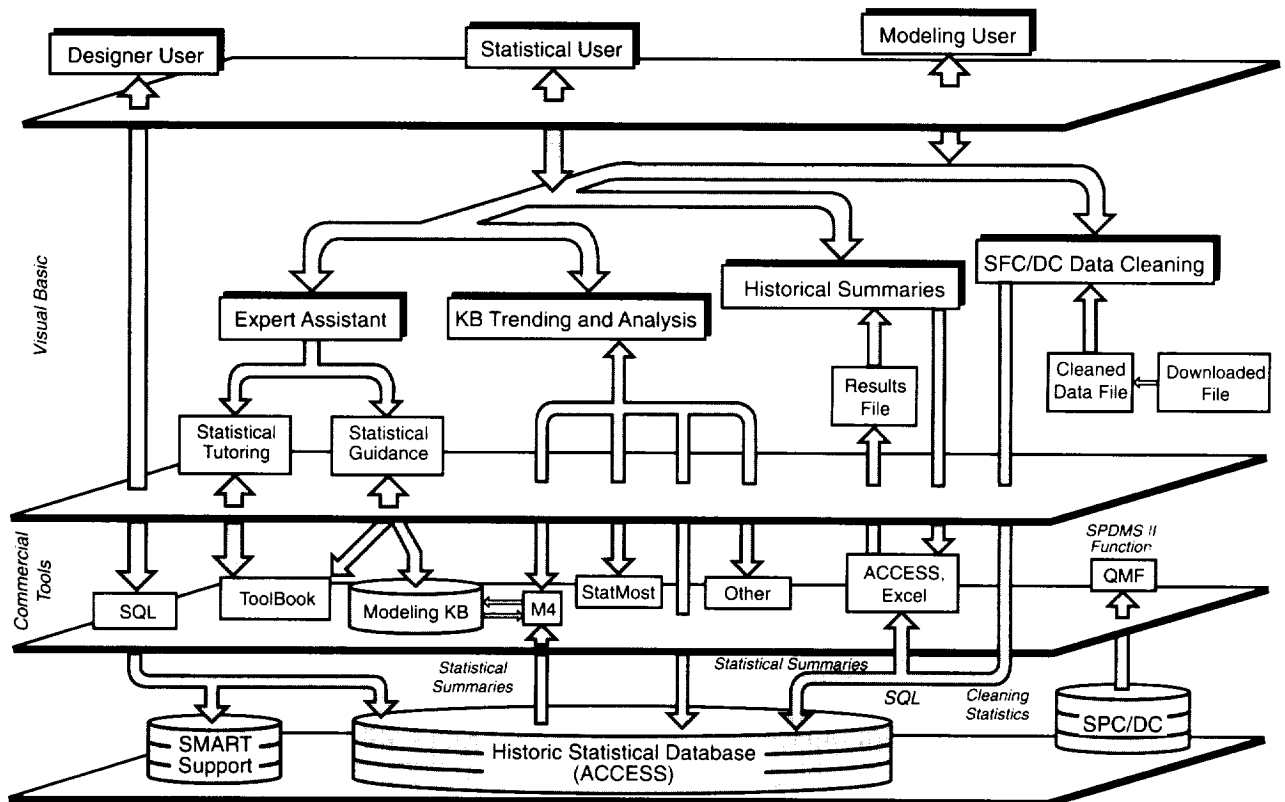 Designer User
Statistical User
Modeling User
Visual Basic
SFC/DC Data Cleaning
Historical Summaries
Expert Assistant
KB Trending and Analysis
Results
File
Cleaned
Data File
Downloaded
File
Statistical
Tutoring
Statistical
Guidance
Commercial
Tools
SPDMS II
Function
SQL
ToolBook
Modeling KB
M4
StatMost
Other
ACCESS,
Excel
QMF
Statistical
Summaries
Statistical Summaries
SQL
Cleaning
Statistics
SPC/DC
SMART
Support
Historic Statistical Database
(ACCESS)